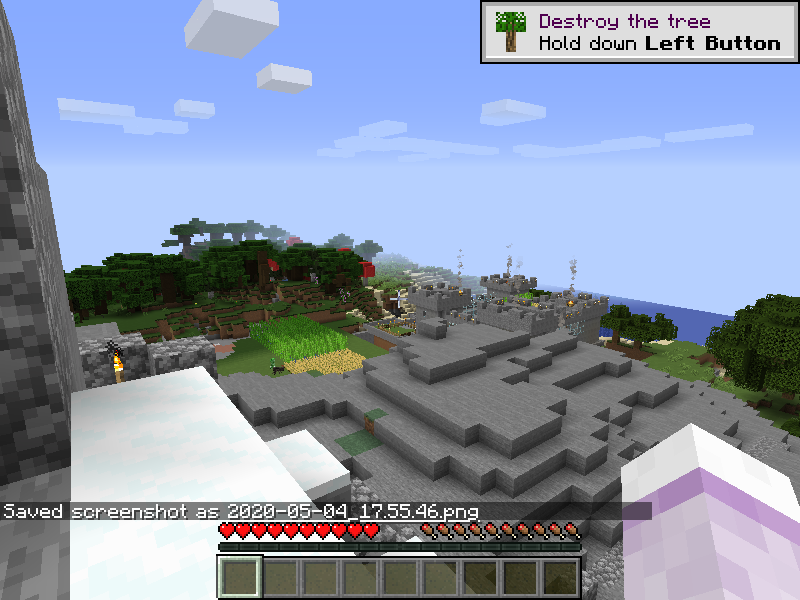 Destroy the tree
Hold down Left Button
Saved screenshot as 2020-05-04_17.55.46.png